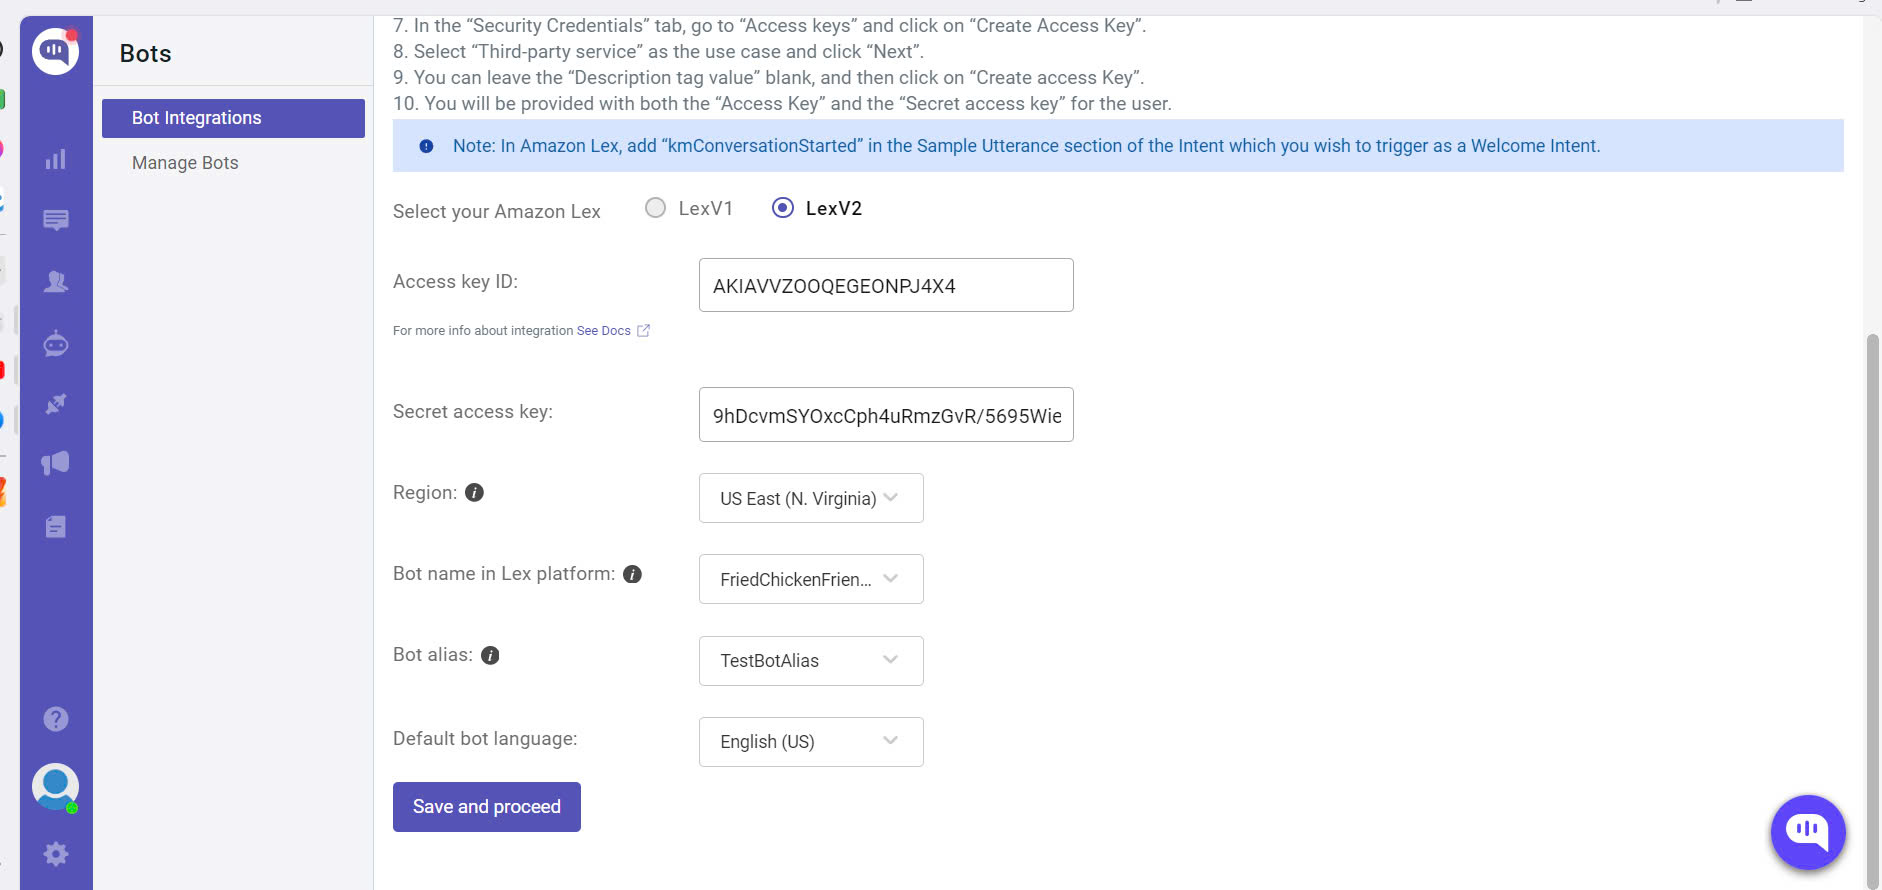 7. In the “Security Credentials” tab, go to “Access keys” and click on “Create Access Key”.
Bots
8. Select “Third-party service” as the use case and click “Next”.
9. You can leave the “Description tag value” blank, and then click on “Create access Key”.
10. You will be provided with both the “Access Key” and the “Secret access key” for the user.
Bot Integrations
Manage Bots
Note: In Amazon Lex, add “kmConversationStarted” in the Sample Utterance section of the Intent which you wish to trigger as a Welcome Intent.
Select your Amazon Lex LexV1 LexV2
Access key ID: AKIAVVZOOQEGEONPJ4X4
For more info about integration See Docs
Secret access key: 9hDcvmSYOxcCph4uRmzGvR/5695Wie
Region: US East (N. Virginia)
Bot name in Lex platform: FriedChickenFrien...
Bot alias: TestBotAlias
Default bot language: English (US)
Save and proceed